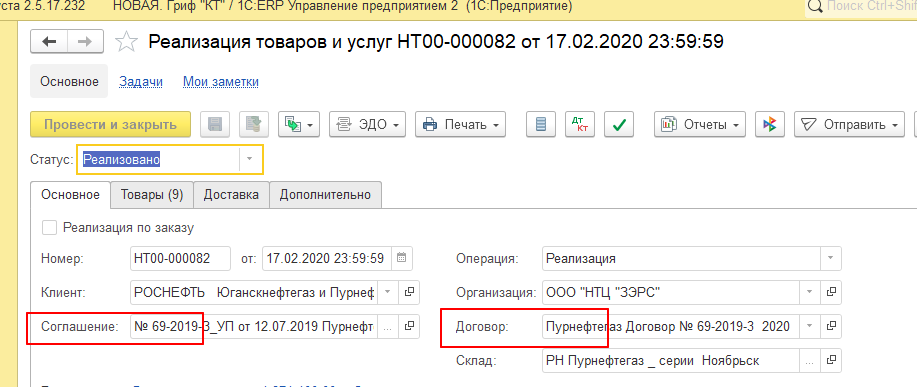 уста 2.5.17.232 НОВАЯ. Гриф "КТ" / 1С:ERP Управление предприятием 2 (1С:Предприятие) Поиск Ctrl+Shif
Реализация товаров и услуг НТ00-000082 от 17.02.2020 23:59:59
Основное Задачи Мои заметки
Провести и закрыть ЭДО Печать Дт Кт Отчеты Отправить
Статус: Реализовано
Основное Товары (9) Доставка Дополнительно
Реализация по заказу
Номер: НТ00-000082 от: 17.02.2020 23:59:59 Операция: Реализация
Клиент: РОСНЕФТЬ Юганскнефтегаз и Пурнеф Организация: ООО "НТЦ "ЗЭРС"
Соглашение: № 69-2019-З_УП от 12.07.2019 Пурнефт ... Договор: Пурнефтегаз Договор № 69-2019-З 2020
Склад: РН Пурнефтегаз _ серии Ноябрьск ...